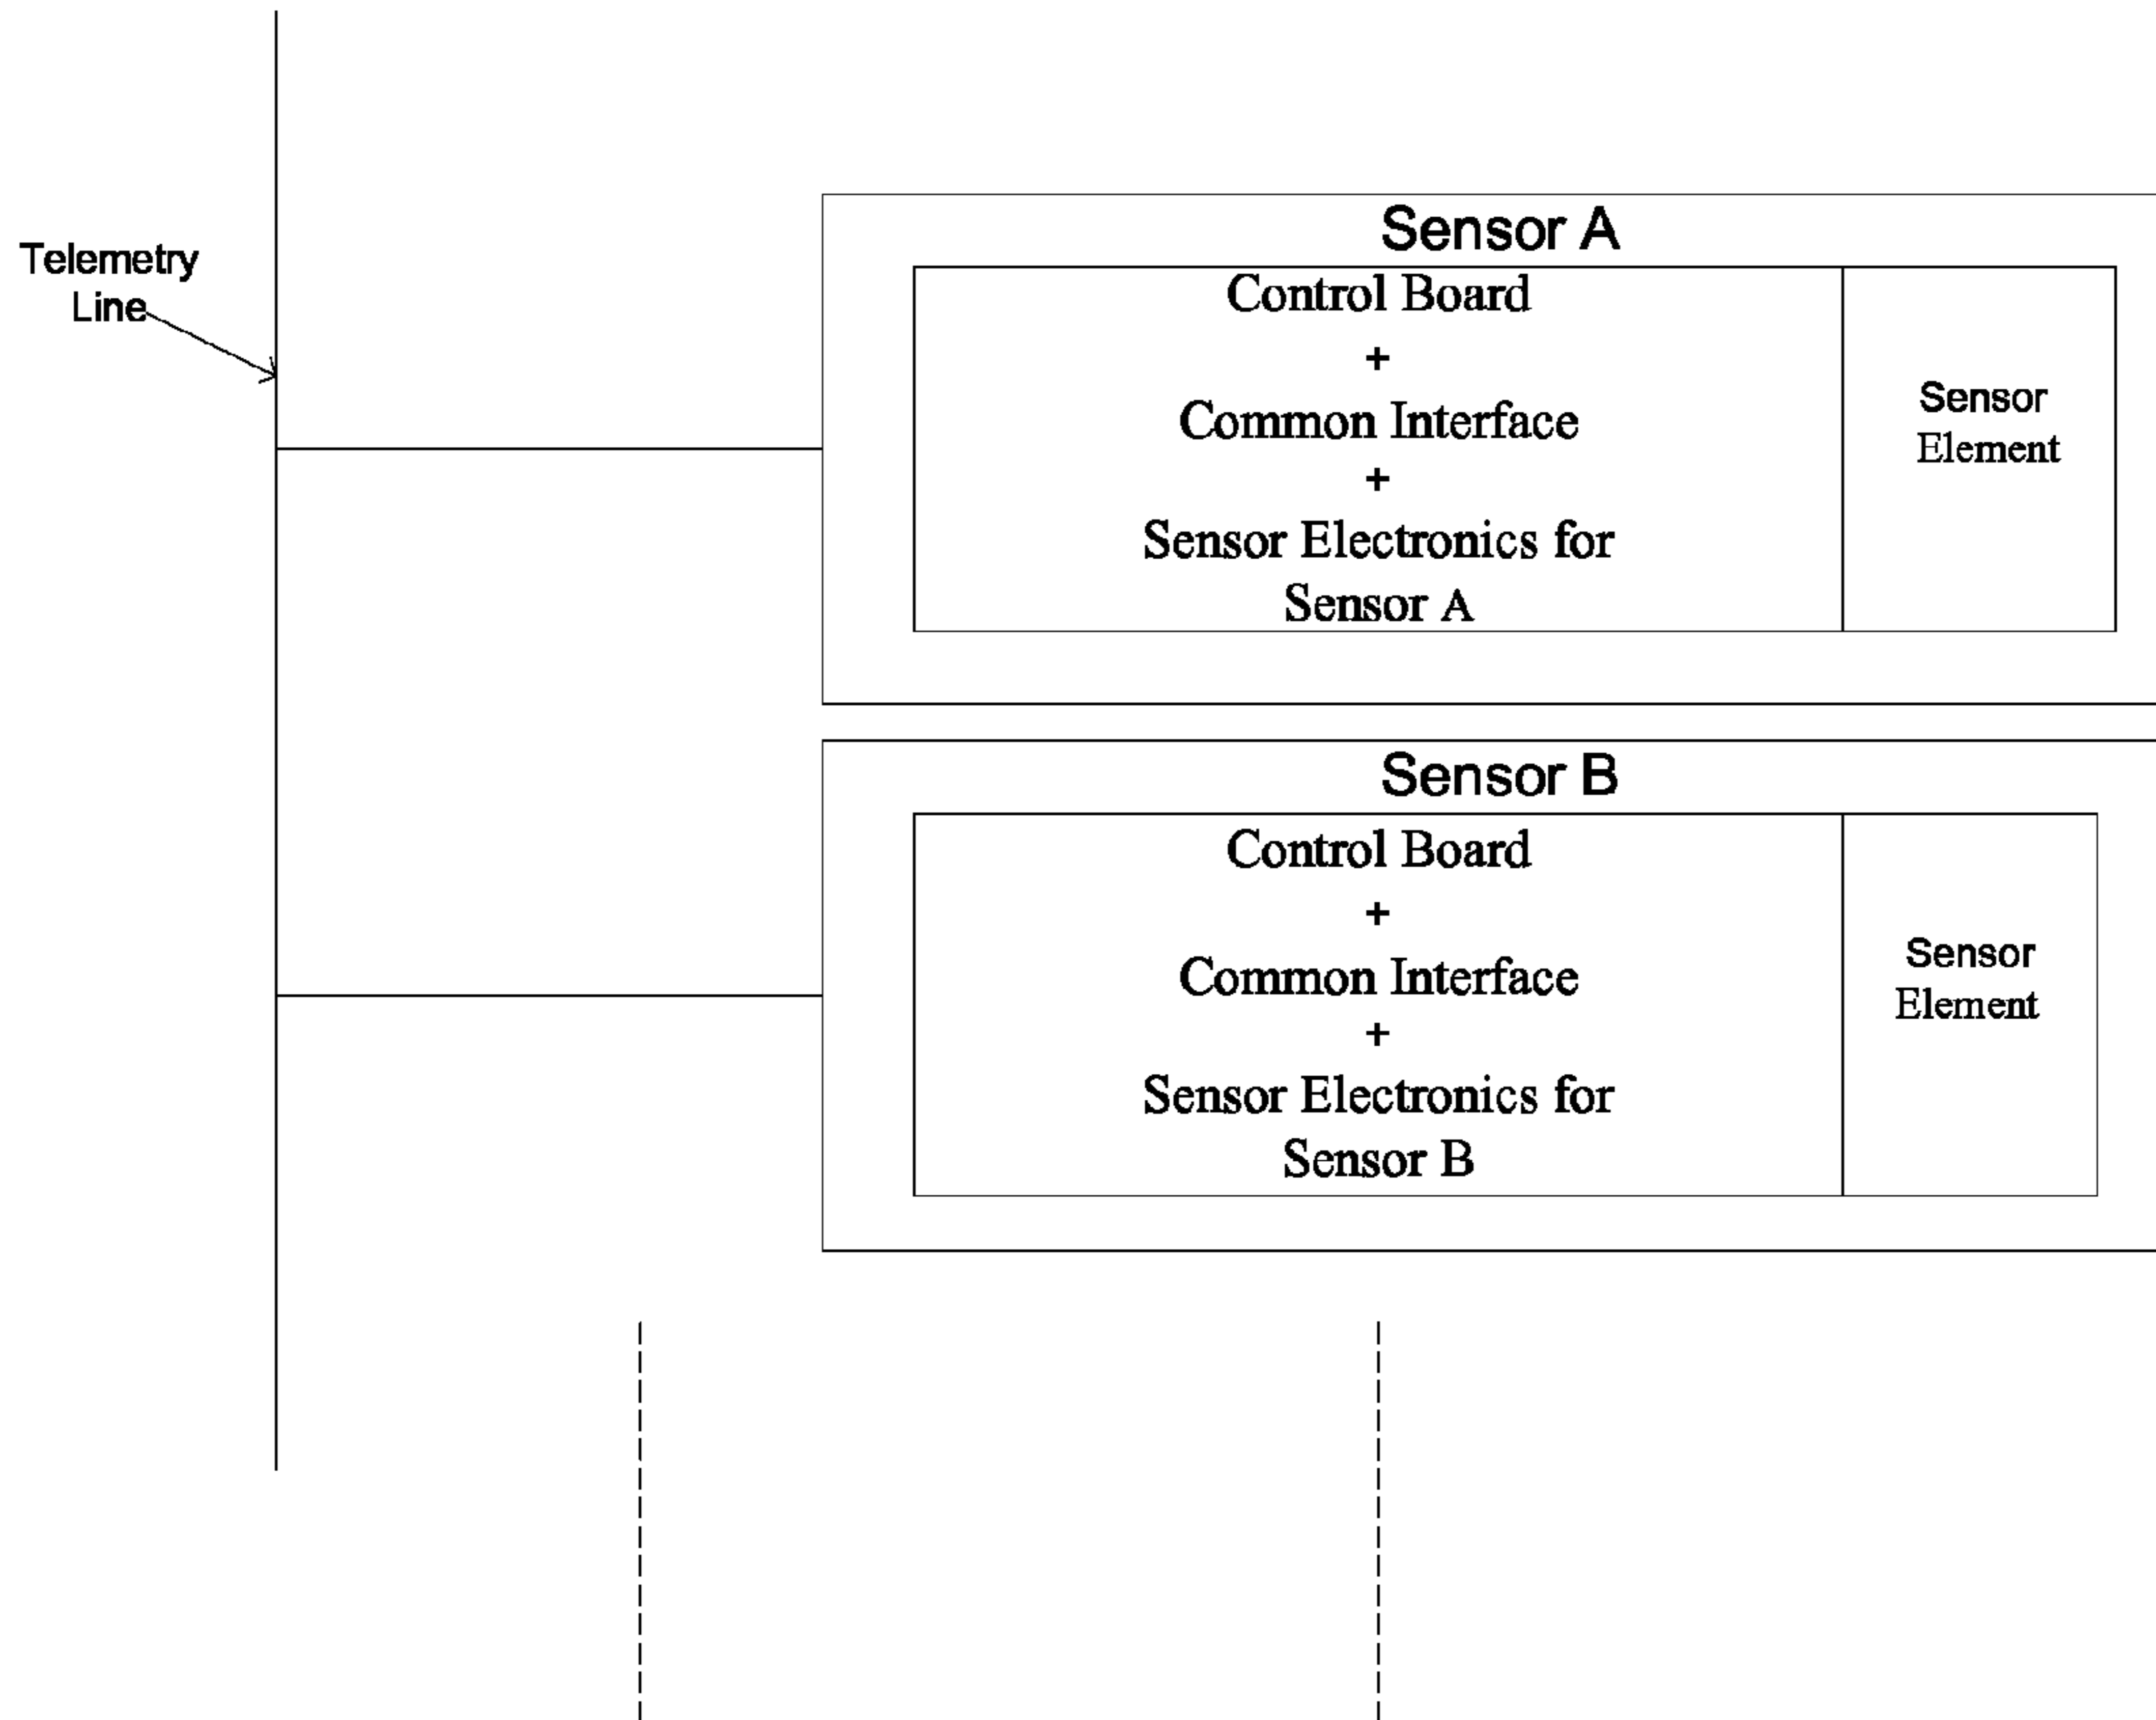 Telemetry
Line
Sensor A
Control Board
+
Common Interface
+
Sensor Electronics for
Sensor A
Sensor
Element
Sensor B
Control Board
+
Common Interface
+
Sensor Electronics for
Sensor B
Sensor
Element